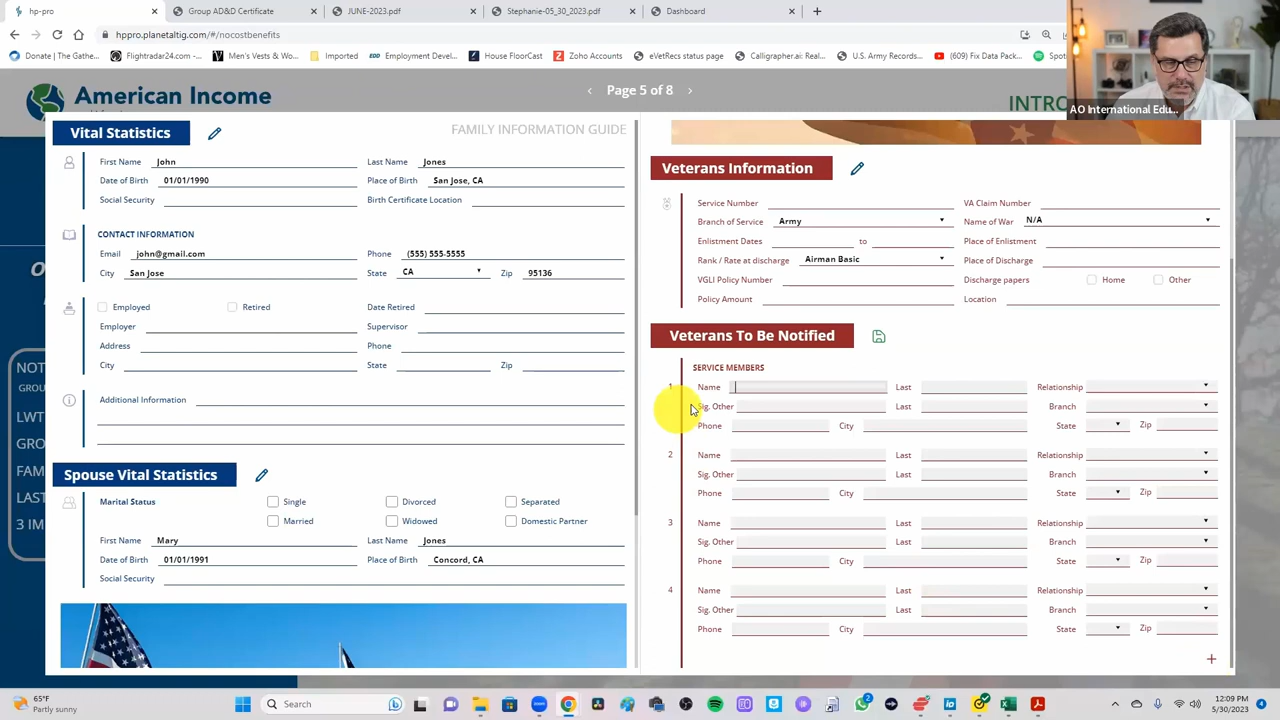 hp-pro
Group AD&D Certificate
JUNE-2023.pdf
Stephanie-05_30_2023.pdf
Dashboard
hppro.planetaltig.com/#/nocostbenefits
Donate | The Gathe...
Flightradar24.com -...
Men's Vests & Wo...
Imported
EDD Employment Devel...
House FloorCast
Zoho Accounts
eVetRecs status page
Calligrapher.ai: Real...
U.S. Army Records...
(609) Fix Data Pack...
Spot
AO International Edu...
American Income
Page 5 of 8
INTRO
Vital Statistics
FAMILY INFORMATION GUIDE
First Name John
Last Name Jones
Date of Birth 01/01/1990
Place of Birth San Jose, CA
Social Security
Birth Certificate Location
CONTACT INFORMATION
Email john@gmail.com
Phone (555) 555-5555
City San Jose
State CA
Zip 95136
Employed
Retired
Date Retired
Employer
Supervisor
Address
Phone
City
State
Zip
Additional Information
Spouse Vital Statistics
Marital Status
Single
Divorced
Separated
Married
Widowed
Domestic Partner
First Name Mary
Last Name Jones
Date of Birth 01/01/1991
Place of Birth Concord, CA
Social Security
Veterans Information
Service Number
VA Claim Number
Branch of Service Army
Name of War N/A
Enlistment Dates to
Place of Enlistment
Rank / Rate at discharge Airman Basic
Place of Discharge
VGLI Policy Number
Discharge papers Home Other
Policy Amount
Location
Veterans To Be Notified
SERVICE MEMBERS
1 Name Last Relationship
Sig. Other Last Branch
Phone City State Zip
2 Name Last Relationship
Sig. Other Last Branch
Phone City State Zip
3 Name Last Relationship
Sig. Other Last Branch
Phone City State Zip
4 Name Last Relationship
Sig. Other Last Branch
Phone City State Zip
NOT
LWT
GROU
FAM
LAST
3 IM
79°F
Partly sunny
Search
12:09 PM
5/30/2023